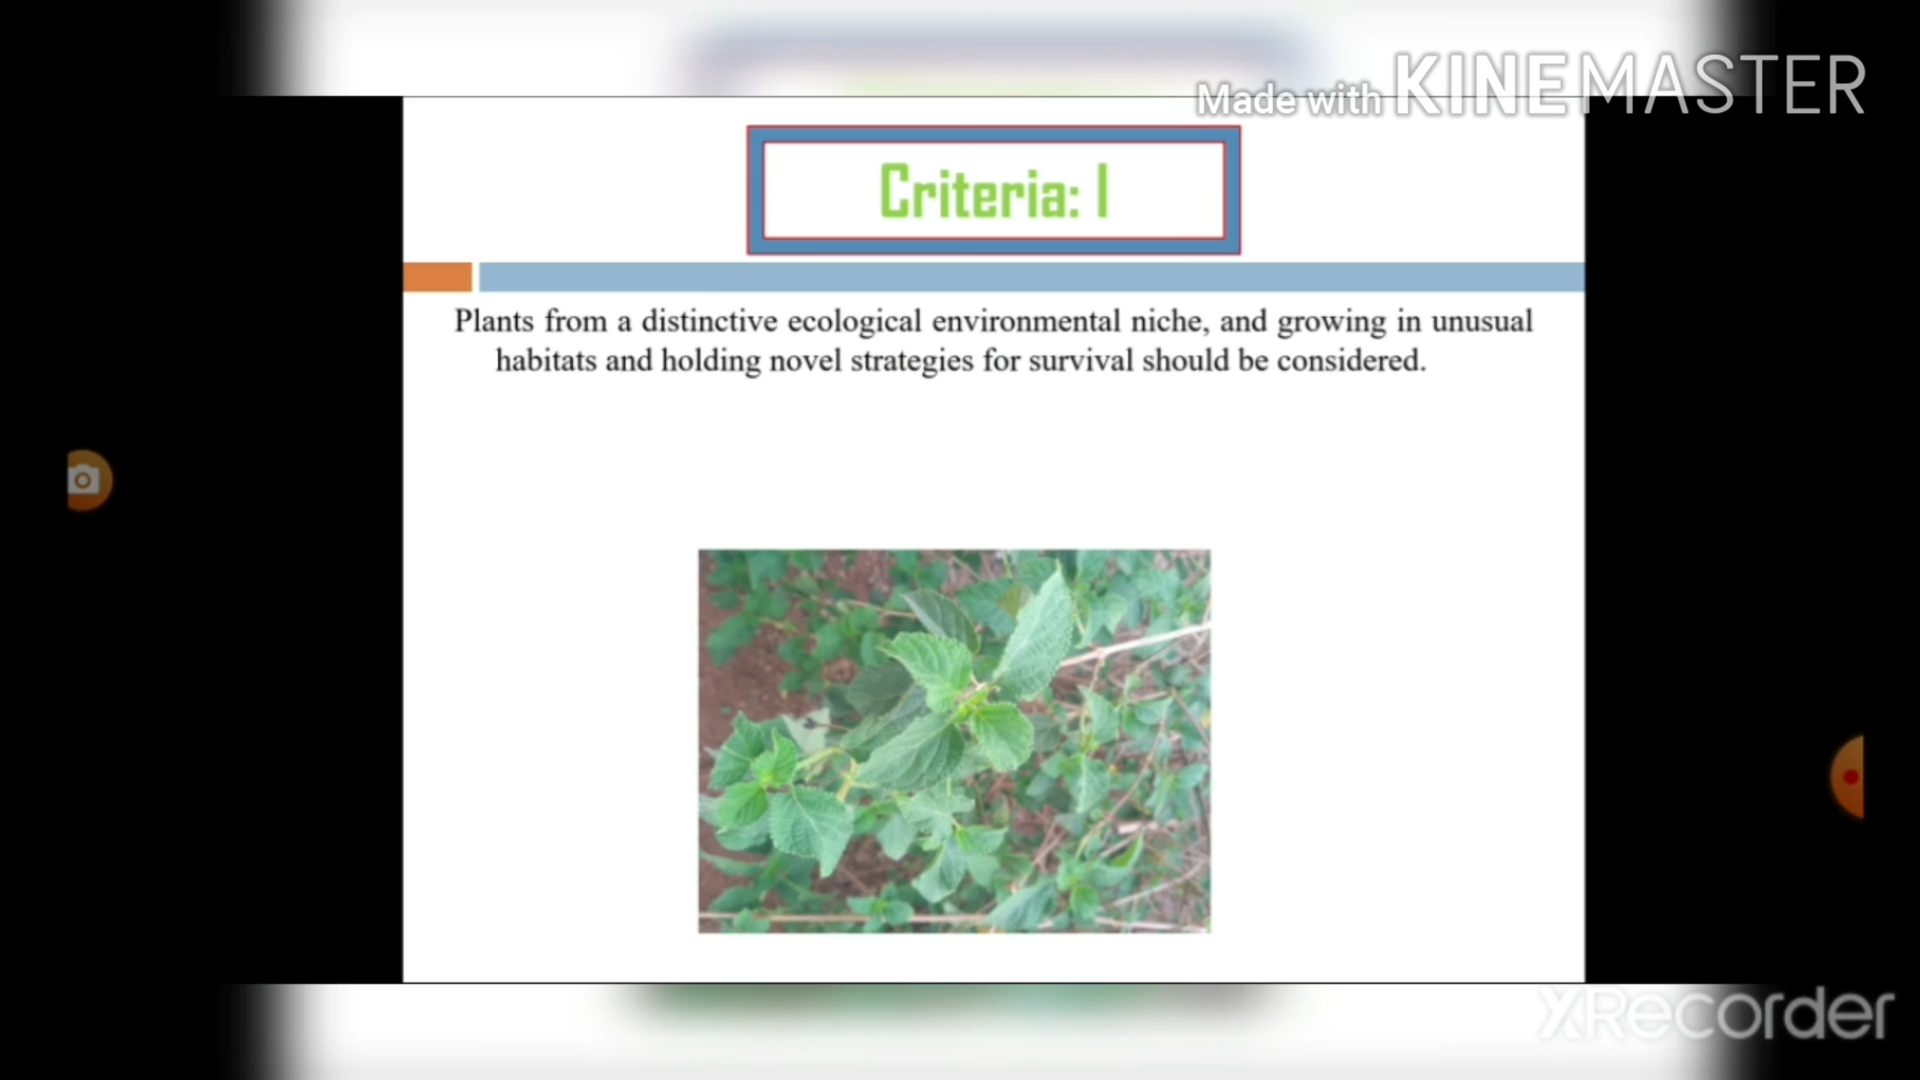 Made with KINEMASTER
Criteria: I
Plants from a distinctive ecological environmental niche, and growing in unusual
habitats and holding novel strategies for survival should be considered.
XRecorder